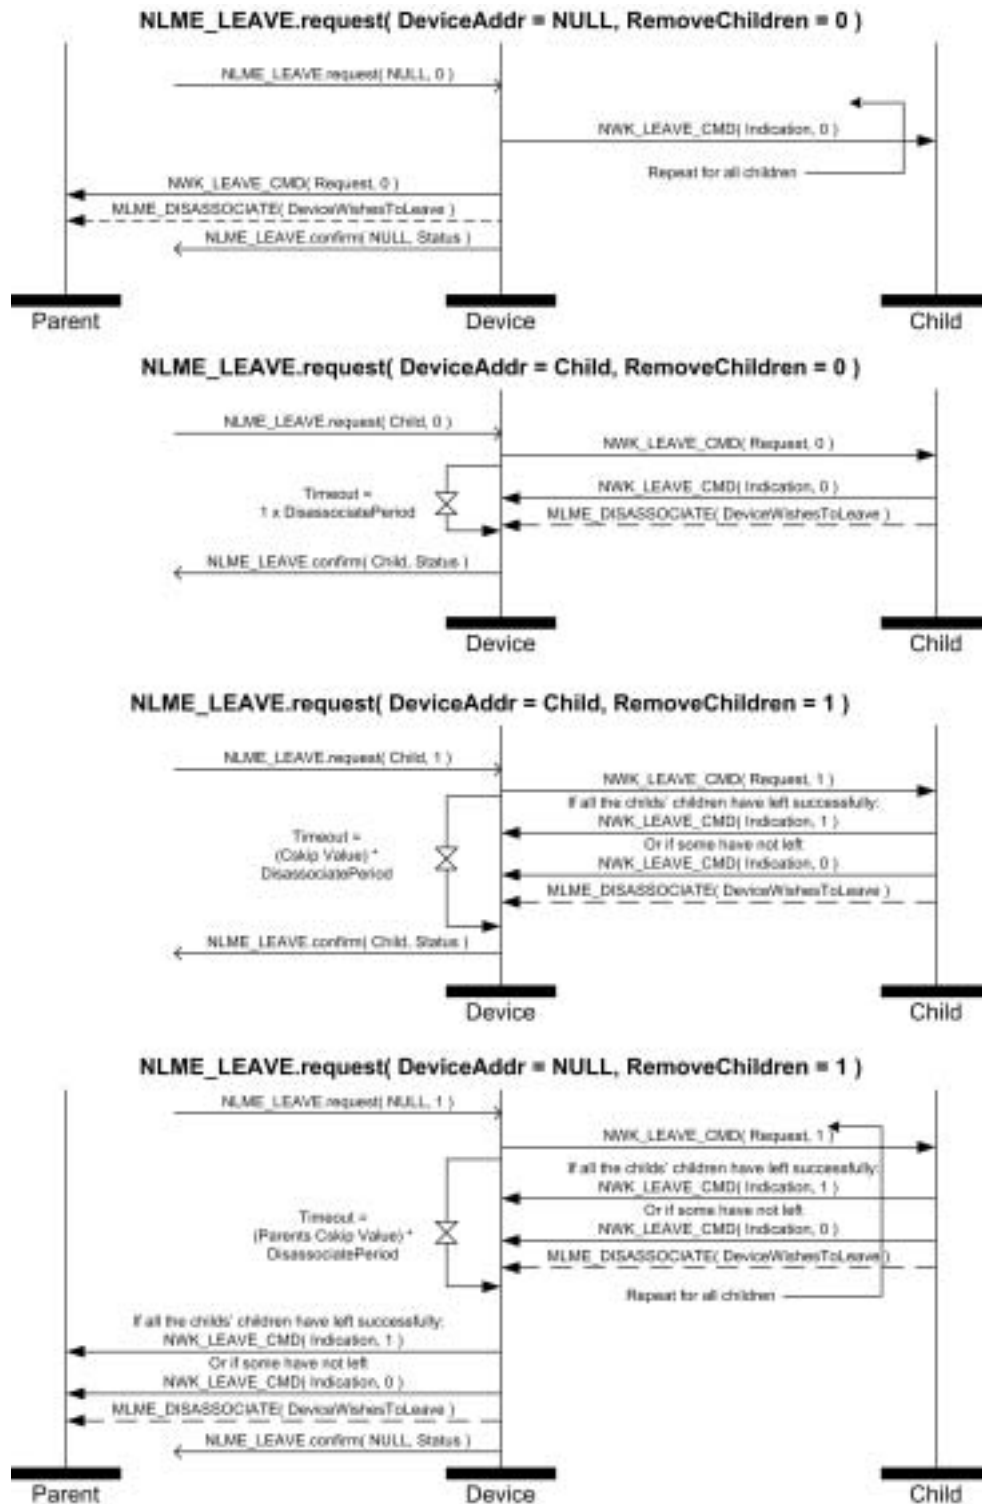 NLME_LEAVE.request( DeviceAddr = NULL, RemoveChildren = 0 )
NLME_LEAVE.request( NULL, 0 )
NWK_LEAVE_CMD( Indication, 0 )
Repeat for all children
NWK_LEAVE_CMD( Request, 0 )
MLME_DISASSOCIATE( DeviceWishesToLeave )
NLME_LEAVE.confirm( NULL, Status )
Parent
Device
Child
NLME_LEAVE.request( DeviceAddr = Child, RemoveChildren = 0 )
NLME_LEAVE.request( Child, 0 )
NWK_LEAVE_CMD( Request, 0 )
Timeout =
1 x DisassociatePeriod
NWK_LEAVE_CMD( Indication, 0 )
MLME_DISASSOCIATE( DeviceWishesToLeave )
NLME_LEAVE.confirm( Child, Status )
Device
Child
NLME_LEAVE.request( DeviceAddr = Child, RemoveChildren = 1 )
NLME_LEAVE.request( Child, 1 )
NWK_LEAVE_CMD( Request, 1 )
If all the childs' children have left successfully:
NWK_LEAVE_CMD( Indication, 1 )
Or if some have not left
NWK_LEAVE_CMD( Indication, 0 )
MLME_DISASSOCIATE( DeviceWishesToLeave )
Timeout =
(Cskip Value) *
DisassociatePeriod
NLME_LEAVE.confirm( Child, Status )
Device
Child
NLME_LEAVE.request( DeviceAddr = NULL, RemoveChildren = 1 )
NLME_LEAVE.request( NULL, 1 )
NWK_LEAVE_CMD( Request, 1 )
If all the childs' children have left successfully:
NWK_LEAVE_CMD( Indication, 1 )
Or if some have not left
NWK_LEAVE_CMD( Indication, 0 )
MLME_DISASSOCIATE( DeviceWishesToLeave )
Repeat for all children
Timeout =
(Parents Cskip Value) *
DisassociatePeriod
If all the childs' children have left successfully:
NWK_LEAVE_CMD( Indication, 1 )
Or if some have not left
NWK_LEAVE_CMD( Indication, 0 )
MLME_DISASSOCIATE( DeviceWishesToLeave )
NLME_LEAVE.confirm( NULL, Status )
Parent
Device
Child